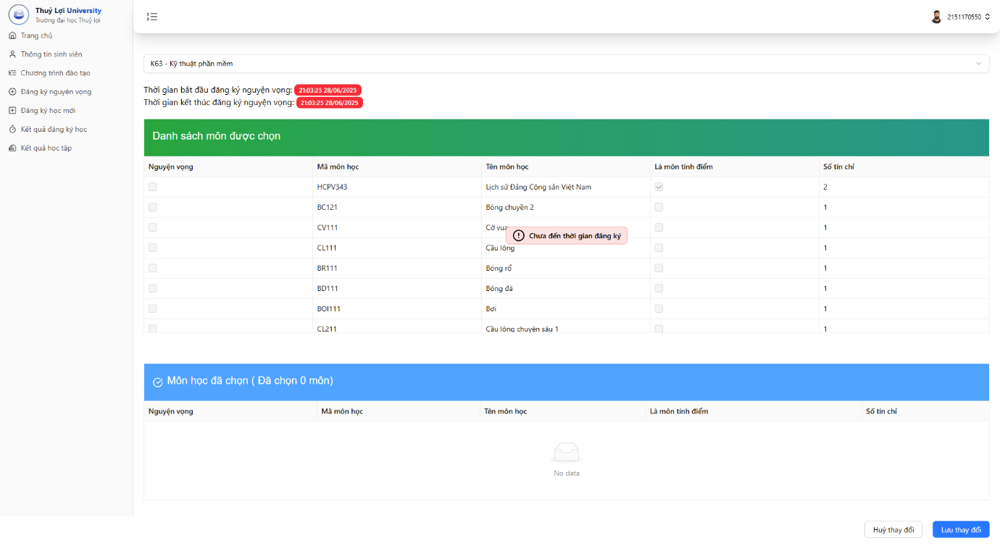 Thuỷ Lợi University
Trường đại học Thuỷ lợi
2151170550
Trang chủ
Thông tin sinh viên
Chương trình đào tạo
Đăng ký nguyện vọng
Đăng ký học mới
Kết quả đăng ký học
Kết quả học tập
K63 - Kỹ thuật phần mềm
Thời gian bắt đầu đăng ký nguyện vọng: 21:03:25 28/06/2025
Thời gian kết thúc đăng ký nguyện vọng: 21:03:25 28/06/2025
Danh sách môn được chọn
Nguyện vọng Mã môn học Tên môn học Là môn tính điểm Số tín chỉ
HCPV343 Lịch sử Đảng Cộng sản Việt Nam 2
BC121 Bóng chuyền 2 1
CV111 Cờ vua 1
Chưa đến thời gian đăng ký
CL111 Cầu lông 1
BR111 Bóng rổ 1
BD111 Bóng đá 1
BOI111 Bơi 1
CL211 Cầu lông chuyên sâu 1 1
Môn học đã chọn ( Đã chọn 0 môn)
Nguyện vọng Mã môn học Tên môn học Là môn tính điểm Số tín chỉ
No data
Huỷ thay đổi Lưu thay đổi